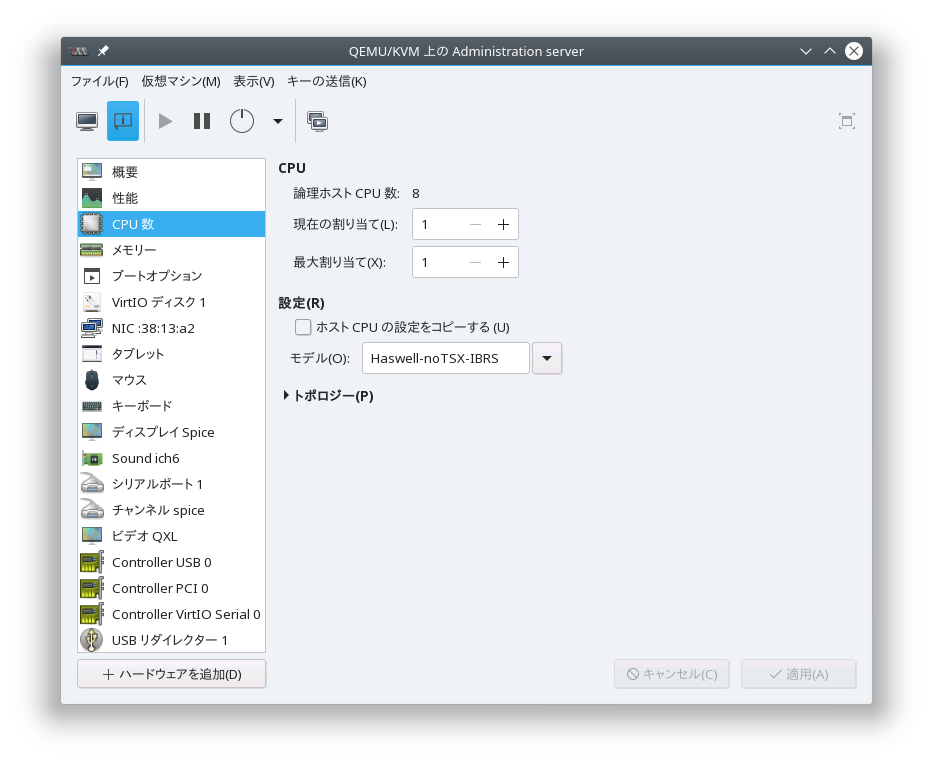 QEMU/KVM 上の Administration server
ファイル(F) 仮想マシン(M) 表示(V) キーの送信(K)
概要
性能
CPU 数
メモリー
ブートオプション
VirtIO ディスク 1
NIC :38:13:a2
タブレット
マウス
キーボード
ディスプレイ Spice
Sound ich6
シリアルポート 1
チャンネル spice
ビデオ QXL
Controller USB 0
Controller PCI 0
Controller VirtIO Serial 0
USB リダイレクター 1
ハードウェアを追加(D)
CPU
論理ホスト CPU 数: 8
現在の割り当て(L): 1
最大割り当て(X): 1
設定(R)
ホスト CPU の設定をコピーする (U)
モデル(O): Haswell-noTSX-IBRS
トポロジー(P)
キャンセル(C) 適用(A)